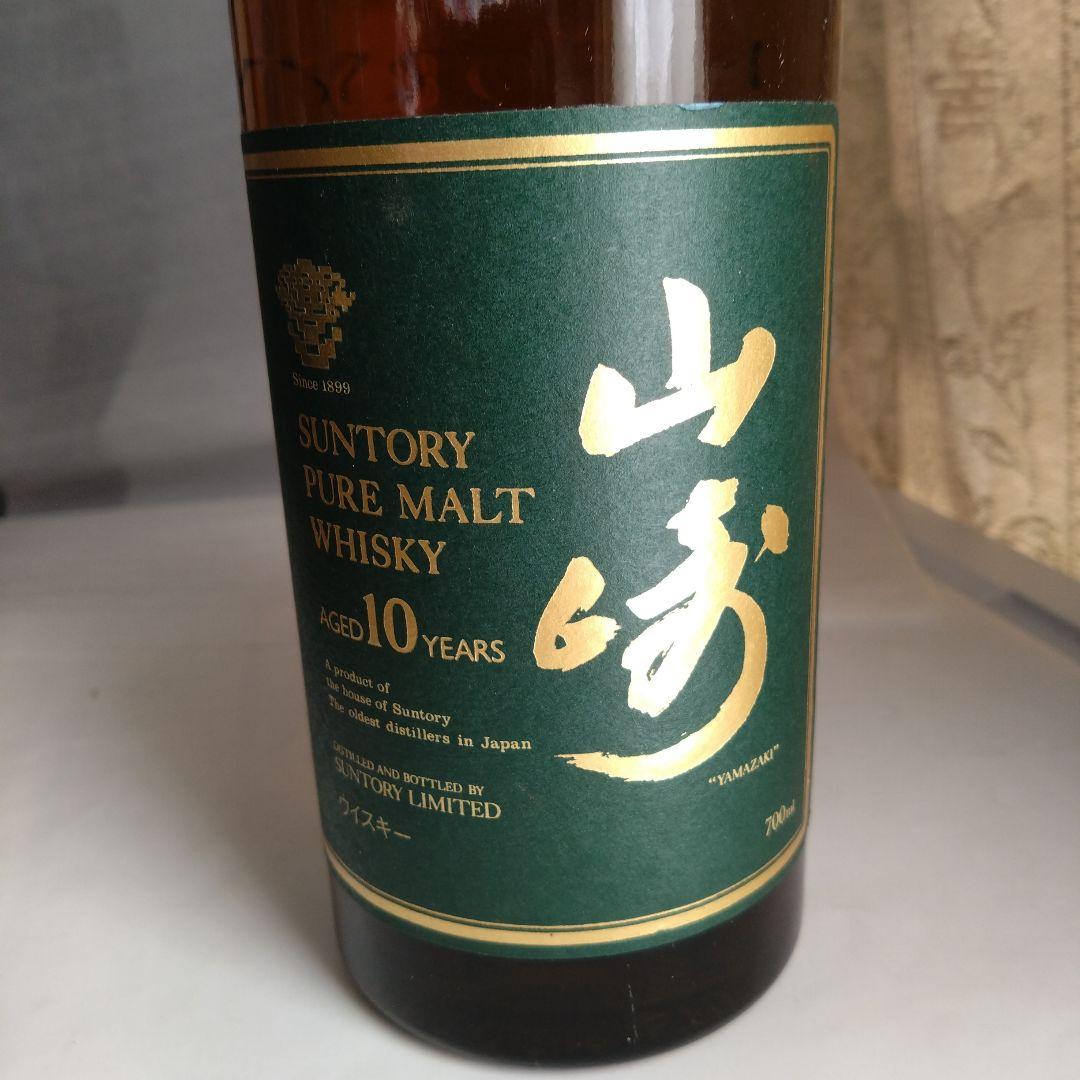 Since 1899
SUNTORY
PURE MALT
WHISKY
AGED 10 YEARS
A product of
the house of Suntory
The oldest distillers in Japan
DISTILLED AND BOTTLED BY
SUNTORY LIMITED
ウイスキー
山崎
"YAMAZAKI"
700ml